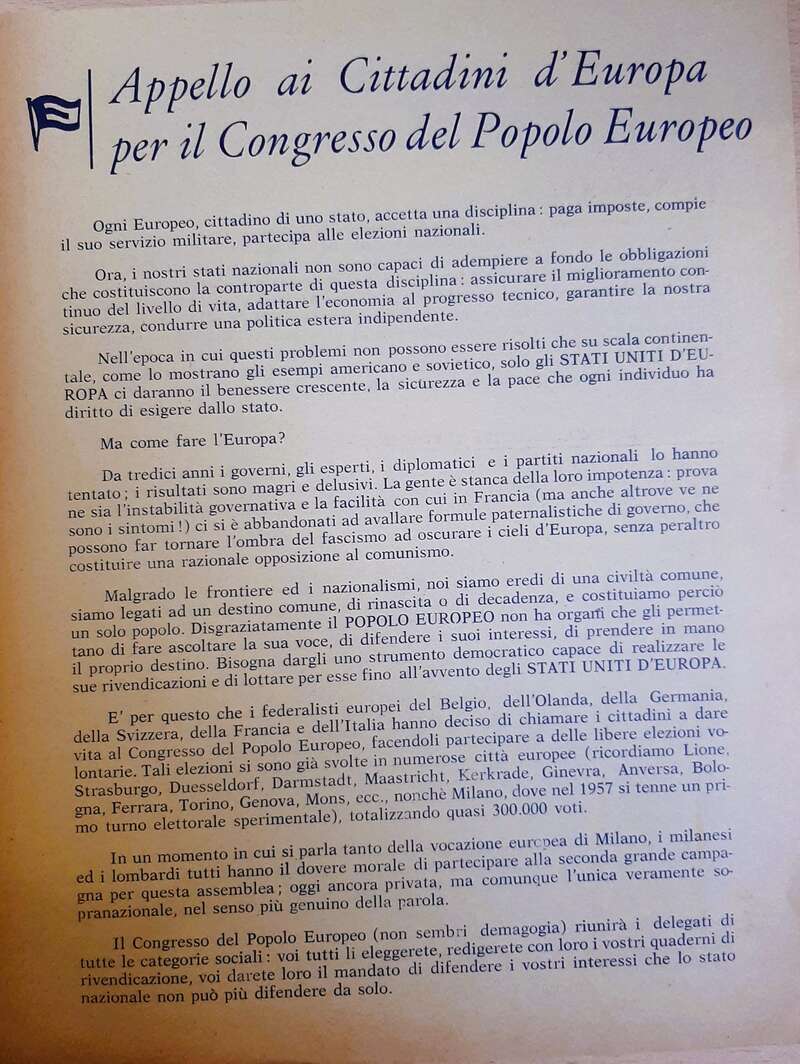 Appello ai Cittadini d'Europa
per il Congresso del Popolo Europeo
Ogni Europeo, cittadino di uno stato, accetta una disciplina: paga imposte, compie
il suo servizio militare, partecipa alle elezioni nazionali.
Ora, i nostri stati nazionali non sono capaci di adempiere a fondo le obbligazioni
che costituiscono la controparte di questa disciplina: assicurare il miglioramento con-
tinuo del livello di vita, adattare l'economia al progresso tecnico, garantire la nostra
sicurezza, condurre una politica estera indipendente.
Nell'epoca in cui questi problemi non possono essere risolti che su scala continen-
tale, come lo mostrano gli esempi americano e sovietico, solo gli STATI UNITI D'EU-
ROPA ci daranno il benessere crescente, la sicurezza e la pace che ogni individuo ha
diritto di esigere dallo stato.
Ma come fare l'Europa?
Da tredici anni i governi, gli esperti, i diplomatici e i partiti nazionali lo hanno
tentato; i risultati sono magri e delusivi. La gente è stanca della loro impotenza: prova
ne sia l'instabilità governativa e la facilità con cui in Francia (ma anche altrove ve ne
sono i sintomi!) ci si è abbandonati ad avallare formule paternalistiche di governo, che
possono far tornare l'ombra del fascismo ad oscurare i cieli d'Europa, senza peraltro
costituire una razionale opposizione al comunismo.
Malgrado le frontiere ed i nazionalismi, noi siamo eredi di una civiltà comune,
siamo legati ad un destino comune, di rinascita o di decadenza, e costituiamo perciò
un solo popolo. Disgraziatamente il POPOLO EUROPEO non ha organi che gli permet-
tano di fare ascoltare la sua voce, di difendere i suoi interessi, di prendere in mano
il proprio destino. Bisogna dargli uno strumento democratico capace di realizzare le
sue rivendicazioni e di lottare per esse fino all'avvento degli STATI UNITI D'EUROPA.
E' per questo che i federalisti europei del Belgio, dell'Olanda, della Germania,
della Svizzera, della Francia e dell'Italia hanno deciso di chiamare i cittadini a dare
vita al Congresso del Popolo Europeo, facendoli partecipare a delle libere elezioni vo-
lontarie. Tali elezioni si sono già svolte in numerose città europee (ricordiamo Lione,
Strasburgo, Duesseldorf, Darmstadt, Maastricht, Kerkrade, Ginevra, Anversa, Bolo-
gna, Ferrara, Torino, Genova, Mons, ecc., nonchè Milano, dove nel 1957 si tenne un pri-
mo turno elettorale sperimentale), totalizzando quasi 300.000 voti.
In un momento in cui si parla tanto della vocazione europea di Milano, i milanesi
ed i lombardi tutti hanno il dovere morale di partecipare alla seconda grande campa-
gna per questa assemblea; oggi ancora privata, ma comunque l'unica veramente so-
pranazionale, nel senso più genuino della parola.
Il Congresso del Popolo Europeo (non sembri demagogia) riunirà i delegati di
tutte le categorie sociali: voi tutti li eleggerete, redigerete con loro i vostri quaderni di
rivendicazione, voi darete loro il mandato di difendere i vostri interessi che lo stato
nazionale non può più difendere da solo.